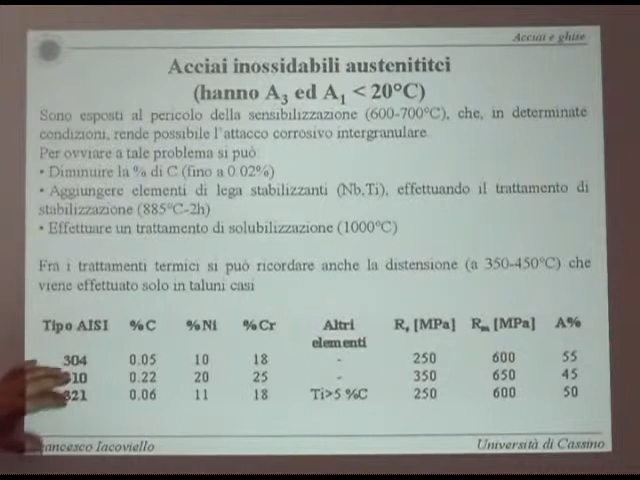 Acciai e ghise
Acciai inossidabili austenititci
(hanno A3 ed A1 < 20°C)
Sono esposti al pericolo della sensibilizzazione (600-700°C), che, in determinate
condizioni, rende possibile l'attacco corrosivo intergranulare.
Per ovviare a tale problema si può
• Diminuire la % di C (fino a 0.02%)
• Aggiungere elementi di lega stabilizzanti (Nb,Ti), effettuando il trattamento di
stabilizzazione (885°C-2h)
• Effettuare un trattamento di solubilizzazione (1000°C)
Fra i trattamenti termici si può ricordare anche la distensione (a 350-450°C) che
viene effettuato solo in taluni casi
Tipo AISI %C %Ni %Cr Altri elementi Rs [MPa] Rm [MPa] A%
304 0.05 10 18 - 250 600 55
310 0.22 20 25 - 350 650 45
321 0.06 11 18 Ti>5 %C 250 600 50
Francesco Iacoviello
Università di Cassino